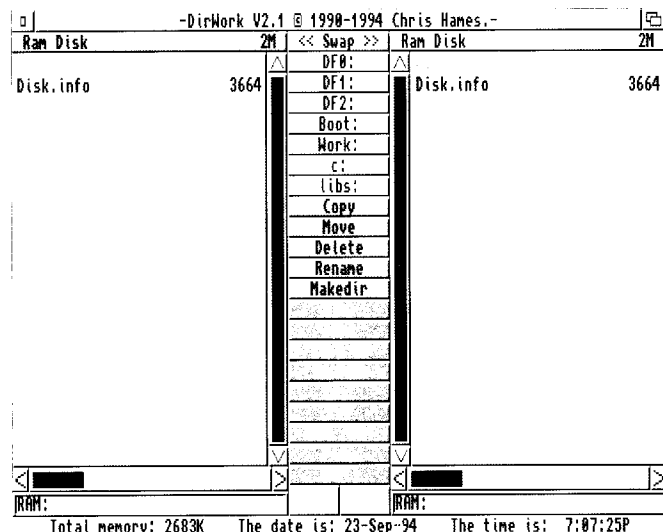 -DirWork V2.1 © 1990-1994 Chris Hames.-
Ram Disk 2M << Swap >> Ram Disk 2M
Disk.info 3664
DF0:
DF1:
DF2:
Boot:
Work:
c:
libs:
Copy
Move
Delete
Rename
Makedir
Disk.info 3664
RAM:
RAM:
Total memory: 2683K The date is: 23-Sep-94 The time is: 7:07:25P